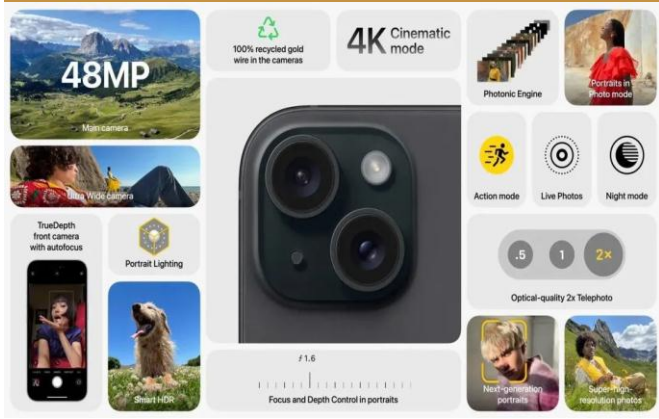 48MP
Main camera
100% recycled gold
wire in the cameras
4K Cinematic
mode
Photonic Engine
Portraits in
Photo mode
Ultra Wide camera
Action mode
Live Photos
Night mode
TrueDepth
front camera
with autofocus
Portrait Lighting
.5 1 2×
Optical-quality 2x Telephoto
Smart HDR
ƒ1.6
Focus and Depth Control in portraits
Next-generation
portraits
Super-high-
resolution photos